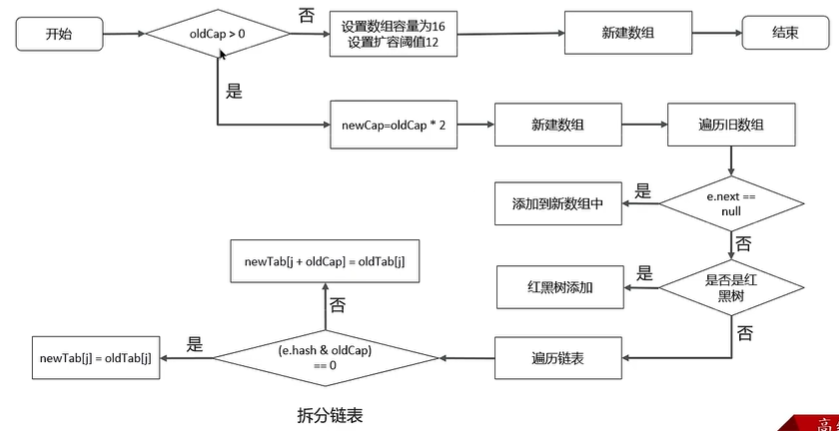 开始
oldCap > 0
否
设置数组容量为16
设置扩容阈值12
新建数组
结束
是
newCap=oldCap * 2
新建数组
遍历旧数组
e.next ==
null
是
添加到新数组中
否
是否是红
黑树
是
红黑树添加
否
遍历链表
(e.hash & oldCap)
== 0
否
newTab[j + oldCap] = oldTab[j]
是
newTab[j] = oldTab[j]
拆分链表
高